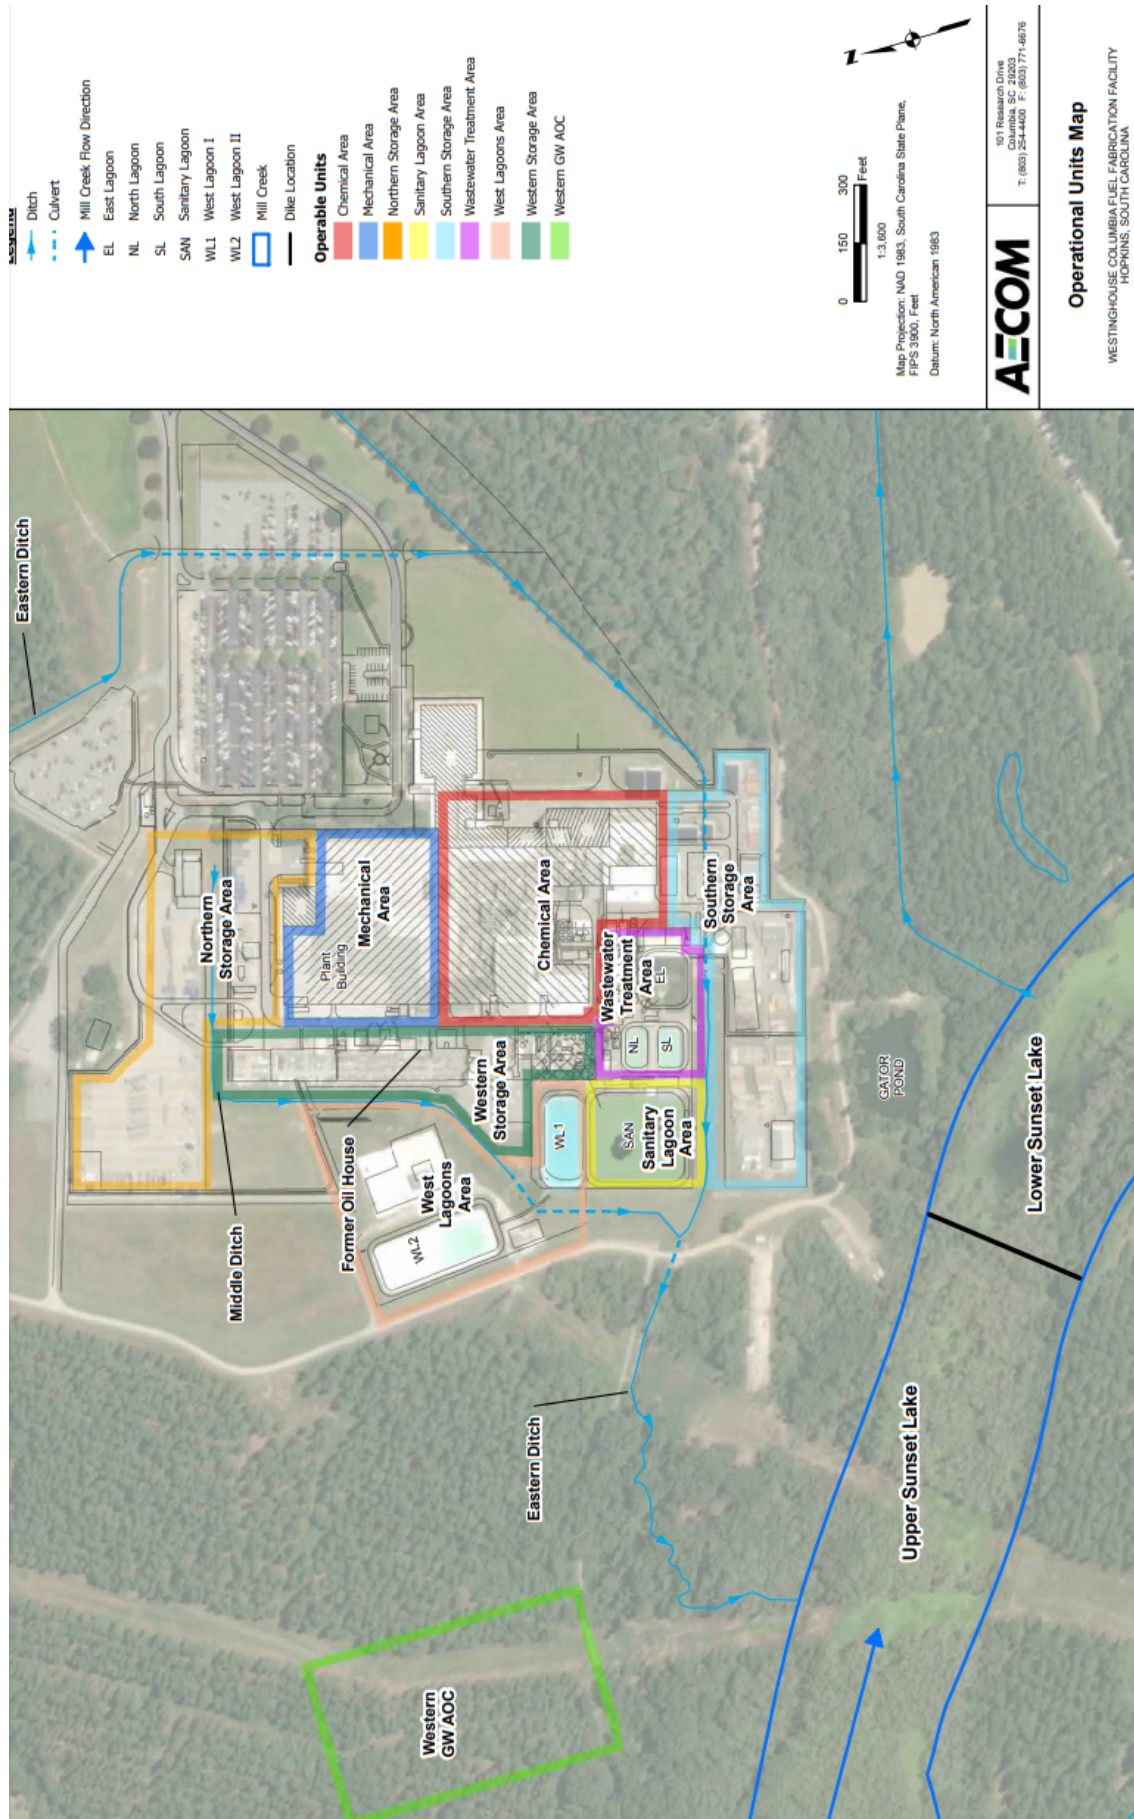 Legend
Ditch
Culvert
Mill Creek Flow Direction
EL East Lagoon
NL North Lagoon
SL South Lagoon
SAN Sanitary Lagoon
WL1 West Lagoon I
WL2 West Lagoon II
Mill Creek
Dike Location
Operable Units
Chemical Area
Mechanical Area
Northern Storage Area
Sanitary Lagoon Area
Southern Storage Area
Wastewater Treatment Area
West Lagoons Area
Western Storage Area
Western GW AOC
0 150 300
Feet
1:3,600
Map Projection: NAD 1983, South Carolina State Plane,
FIPS 3900, Feet
Datum: North American 1983
AECOM
101 Research Drive
Columbia, SC 29203
T: (803) 254-4400 F: (803) 771-6676
Operational Units Map
WESTINGHOUSE COLUMBIA FUEL FABRICATION FACILITY
HOPKINS, SOUTH CAROLINA
Eastern Ditch
Northern
Storage Area
Mechanical
Area
Plant
Building
Chemical Area
Wastewater
Treatment
Area
EL
NL
SL
Southern
Storage
Area
Western
Storage Area
WL1
SAN
Sanitary
Lagoon
Area
West
Lagoons
Area
WL2
Former Oil House
Middle Ditch
Eastern Ditch
GATOR
POND
Lower Sunset Lake
Upper Sunset Lake
Western
GW AOC